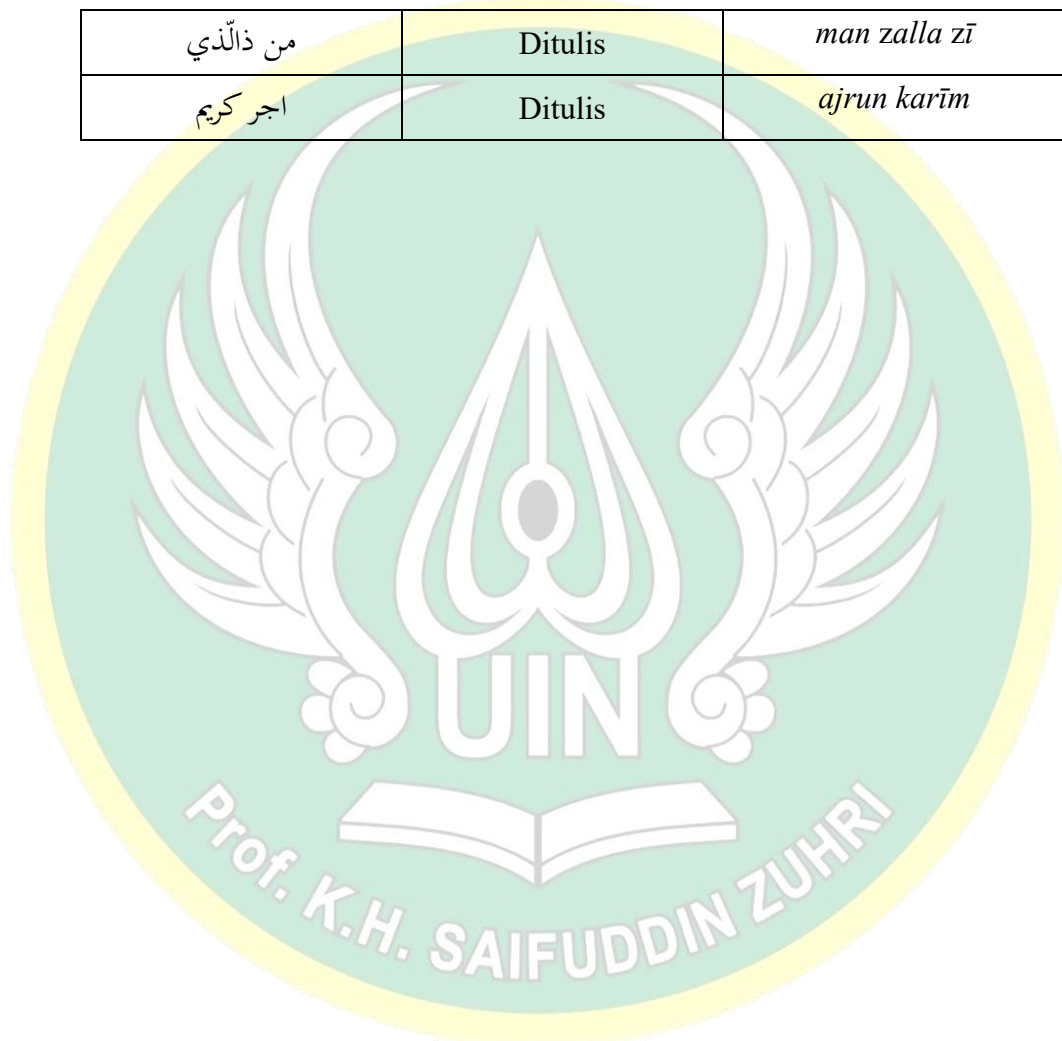 من ذالّذي Ditulis man zalla zī
اجر كريم Ditulis ajrun karīm
UIN
Prof. K.H. SAIFUDDIN ZUHRI